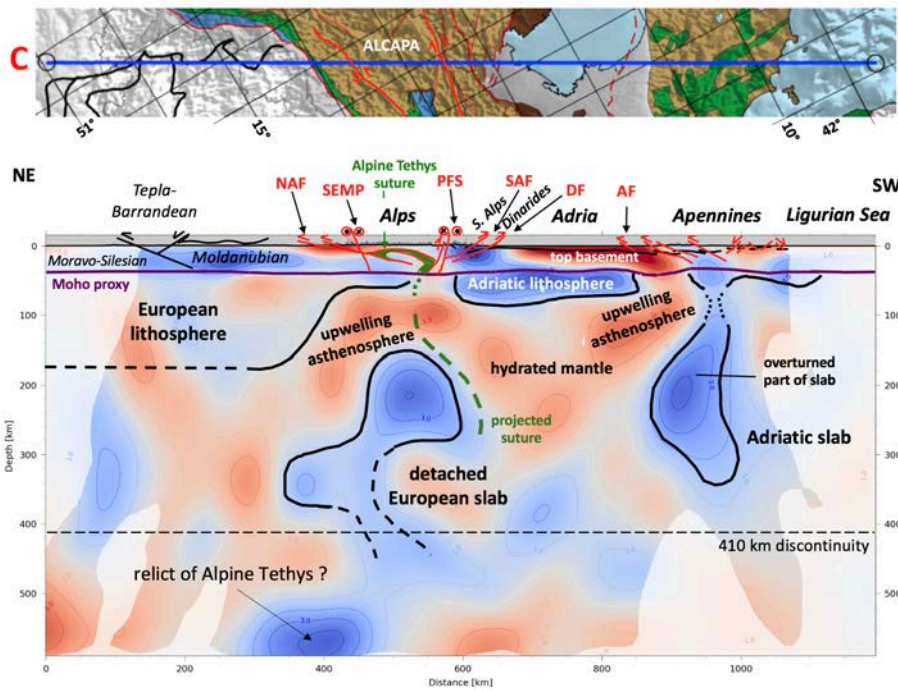 C
ALCAPA
51°
15°
10°
42°
NE
SW
Alpine Tethys
suture
Tepla-
Barrandean
NAF
SEMP
Alps
PFS
S. Alps
SAF
Dinarides
DF
Adria
AF
Apennines
Ligurian Sea
Moravo-Silesian
Moldanubian
top basement
Moho proxy
Adriatic lithosphere
European
lithosphere
upwelling
asthenosphere
upwelling
asthenosphere
hydrated mantle
overturned
part of slab
projected
suture
Adriatic slab
detached
European slab
410 km discontinuity
relict of Alpine Tethys ?
3.0
3.0
Depth [km]
0
100
200
300
400
500
0
200
400
600
800
1000
Distance [km]